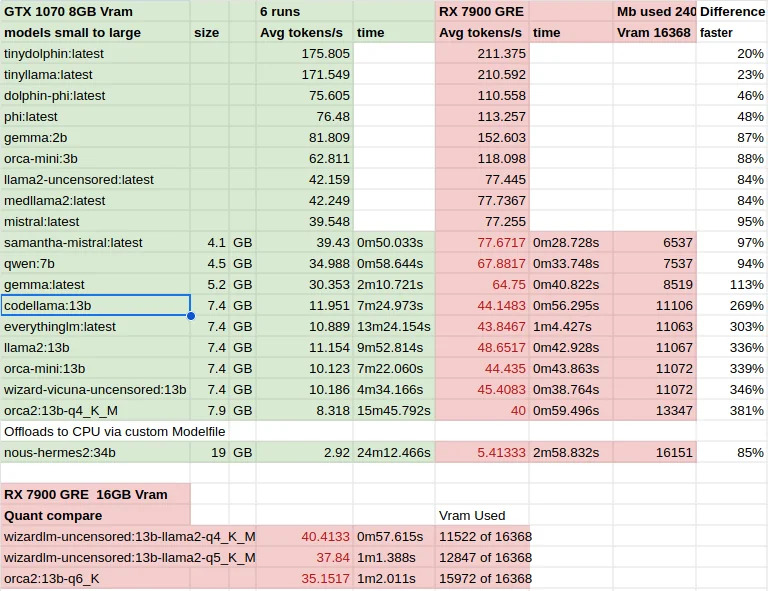 GTX 1070 8GB Vram 6 runs RX 7900 GRE Mb used 240 Difference
models small to large size Avg tokens/s time Avg tokens/s time Vram 16368 faster
tinydolphin:latest 175.805 211.375 20%
tinyllama:latest 171.549 210.592 23%
dolphin-phi:latest 75.605 110.558 46%
phi:latest 76.48 113.257 48%
gemma:2b 81.809 152.603 87%
orca-mini:3b 62.811 118.098 88%
llama2-uncensored:latest 42.159 77.445 84%
medllama2:latest 42.249 77.7367 84%
mistral:latest 39.548 77.255 95%
samantha-mistral:latest 4.1 GB 39.43 0m50.033s 77.6717 0m28.728s 6537 97%
qwen:7b 4.5 GB 34.988 0m58.644s 67.8817 0m33.748s 7537 94%
gemma:latest 5.2 GB 30.353 2m10.721s 64.75 0m40.822s 8519 113%
codellama:13b 7.4 GB 11.951 7m24.973s 44.1483 0m56.295s 11106 269%
everythinglm:latest 7.4 GB 10.889 13m24.154s 43.8467 1m4.427s 11063 303%
llama2:13b 7.4 GB 11.154 9m52.814s 48.6517 0m42.928s 11067 336%
orca-mini:13b 7.4 GB 10.123 7m22.060s 44.435 0m43.863s 11072 339%
wizard-vicuna-uncensored:13b 7.4 GB 10.186 4m34.166s 45.4083 0m38.764s 11072 346%
orca2:13b-q4_K_M 7.9 GB 8.318 15m45.792s 40 0m59.496s 13347 381%
Offloads to CPU via custom Modelfile
nous-hermes2:34b 19 GB 2.92 24m12.466s 5.41333 2m58.832s 16151 85%
RX 7900 GRE 16GB Vram
Quant compare Vram Used
wizardlm-uncensored:13b-llama2-q4_K_M 40.4133 0m57.615s 11522 of 16368
wizardlm-uncensored:13b-llama2-q5_K_M 37.84 1m1.388s 12847 of 16368
orca2:13b-q6_K 35.1517 1m2.011s 15972 of 16368